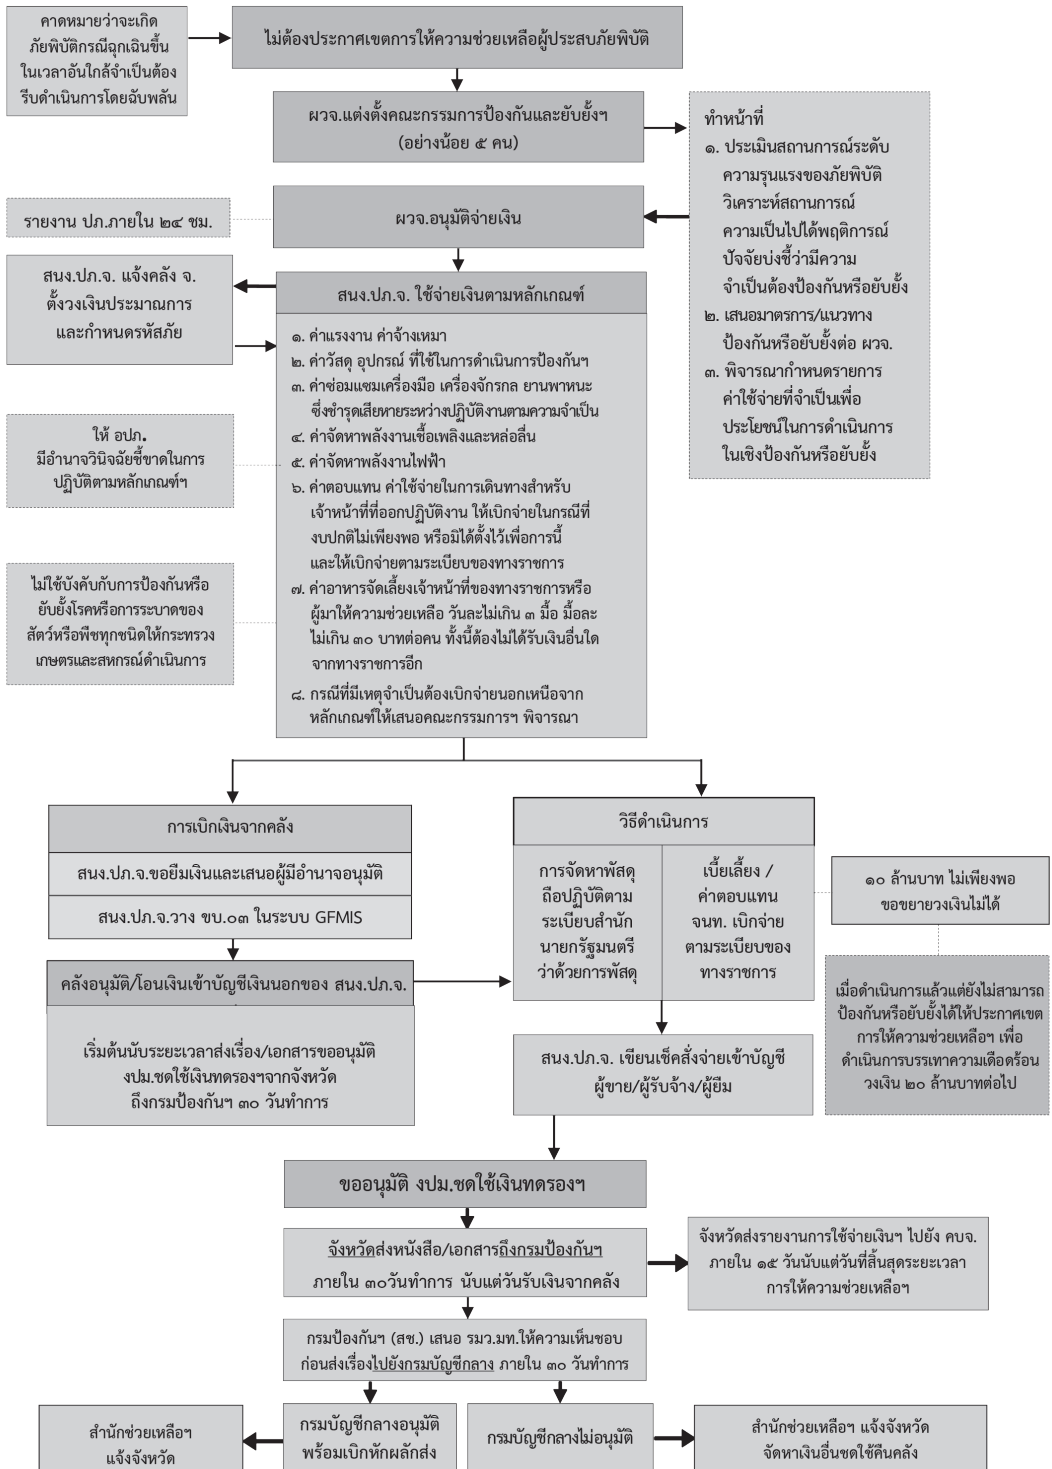 คาดหมายว่าจะเกิด
ภัยพิบัติกรณีฉุกเฉินขึ้น
ในเวลาอันใกล้จำเป็นต้อง
รีบดำเนินการโดยฉับพลัน
ไม่ต้องประกาศเขตการให้ความช่วยเหลือผู้ประสบภัยพิบัติ
ผวจ.แต่งตั้งคณะกรรมการป้องกันและยับยั้งฯ
(อย่างน้อย ๕ คน)
ทำหน้าที่
๑. ประเมินสถานการณ์ระดับ
ความรุนแรงของภัยพิบัติ
วิเคราะห์สถานการณ์
ความเป็นไปได้พฤติการณ์
ปัจจัยบ่งชี้ว่ามีความ
จำเป็นต้องป้องกันหรือยับยั้ง
๒. เสนอมาตรการ/แนวทาง
ป้องกันหรือยับยั้งต่อ ผวจ.
๓. พิจารณากำหนดรายการ
ค่าใช้จ่ายที่จำเป็นเพื่อ
ประโยชน์ในการดำเนินการ
ในเชิงป้องกันหรือยับยั้ง
รายงาน ปภ.ภายใน ๒๔ ชม.
ผวจ.อนุมัติจ่ายเงิน
สนง.ปภ.จ. แจ้งคลัง จ.
ตั้งวงเงินประมาณการ
และกำหนดรหัสภัย
สนง.ปภ.จ. ใช้จ่ายเงินตามหลักเกณฑ์
๑. ค่าแรงงาน ค่าจ้างเหมา
๒. ค่าวัสดุ อุปกรณ์ ที่ใช้ในการดำเนินการป้องกันฯ
๓. ค่าซ่อมแซมเครื่องมือ เครื่องจักรกล ยานพาหนะ
ซึ่งชำรุดเสียหายระหว่างปฏิบัติงานตามความจำเป็น
๔. ค่าจัดหาพลังงานเชื้อเพลิงและหล่อลื่น
๕. ค่าจัดหาพลังงานไฟฟ้า
๖. ค่าตอบแทน ค่าใช้จ่ายในการเดินทางสำหรับ
เจ้าหน้าที่ที่ออกปฏิบัติงาน ให้เบิกจ่ายในกรณีที่
งบปกติไม่เพียงพอ หรือมิได้ตั้งไว้เพื่อการนี้
และให้เบิกจ่ายตามระเบียบของทางราชการ
๗. ค่าอาหารจัดเลี้ยงเจ้าหน้าที่ของทางราชการหรือ
ผู้มาให้ความช่วยเหลือ วันละไม่เกิน ๓ มื้อ มื้อละ
ไม่เกิน ๓๐ บาทต่อคน ทั้งนี้ต้องไม่ได้รับเงินอื่นใด
จากทางราชการอีก
๘. กรณีที่มีเหตุจำเป็นต้องเบิกจ่ายนอกเหนือจาก
หลักเกณฑ์ให้เสนอคณะกรรมการฯ พิจารณา
ให้ อปภ.
มีอำนาจวินิจฉัยชี้ขาดในการ
ปฏิบัติตามหลักเกณฑ์ฯ
ไม่ใช้บังคับกับการป้องกันหรือ
ยับยั้งโรคหรือการระบาดของ
สัตว์หรือพืชทุกชนิดให้กระทรวง
เกษตรและสหกรณ์ดำเนินการ
การเบิกเงินจากคลัง
สนง.ปภ.จ.ขอยืมเงินและเสนอผู้มีอำนาจอนุมัติ
สนง.ปภ.จ.วาง ขบ.๐๓ ในระบบ GFMIS
คลังอนุมัติ/โอนเงินเข้าบัญชีเงินนอกของ สนง.ปภ.จ.
เริ่มต้นนับระยะเวลาส่งเรื่อง/เอกสารขออนุมัติ
งปม.ชดใช้เงินทดรองฯจากจังหวัด
ถึงกรมป้องกันฯ ๓๐ วันทำการ
วิธีดำเนินการ
การจัดหาพัสดุ
ถือปฏิบัติตาม
ระเบียบสำนัก
นายกรัฐมนตรี
ว่าด้วยการพัสดุ
เบี้ยเลี้ยง /
ค่าตอบแทน
จนท. เบิกจ่าย
ตามระเบียบของ
ทางราชการ
๑๐ ล้านบาท ไม่เพียงพอ
ขอขยายวงเงินไม่ได้
เมื่อดำเนินการแล้วแต่ยังไม่สามารถ
ป้องกันหรือยับยั้งได้ให้ประกาศเขต
การให้ความช่วยเหลือฯ เพื่อ
ดำเนินการบรรเทาความเดือดร้อน
วงเงิน ๒๐ ล้านบาทต่อไป
สนง.ปภ.จ. เขียนเช็คสั่งจ่ายเข้าบัญชี
ผู้ขาย/ผู้รับจ้าง/ผู้ยืม
ขออนุมัติ งปม.ชดใช้เงินทดรองฯ
จังหวัดส่งหนังสือ/เอกสารถึงกรมป้องกันฯ
ภายใน ๓๐วันทำการ นับแต่วันรับเงินจากคลัง
จังหวัดส่งรายงานการใช้จ่ายเงินฯ ไปยัง คบจ.
ภายใน ๑๕ วันนับแต่วันที่สิ้นสุดระยะเวลา
การให้ความช่วยเหลือฯ
กรมป้องกันฯ (สช.) เสนอ รมว.มท.ให้ความเห็นชอบ
ก่อนส่งเรื่องไปยังกรมบัญชีกลาง ภายใน ๓๐ วันทำการ
สำนักช่วยเหลือฯ
แจ้งจังหวัด
กรมบัญชีกลางอนุมัติ
พร้อมเบิกหักผลักส่ง
กรมบัญชีกลางไม่อนุมัติ
สำนักช่วยเหลือฯ แจ้งจังหวัด
จัดหาเงินอื่นชดใช้คืนคลัง